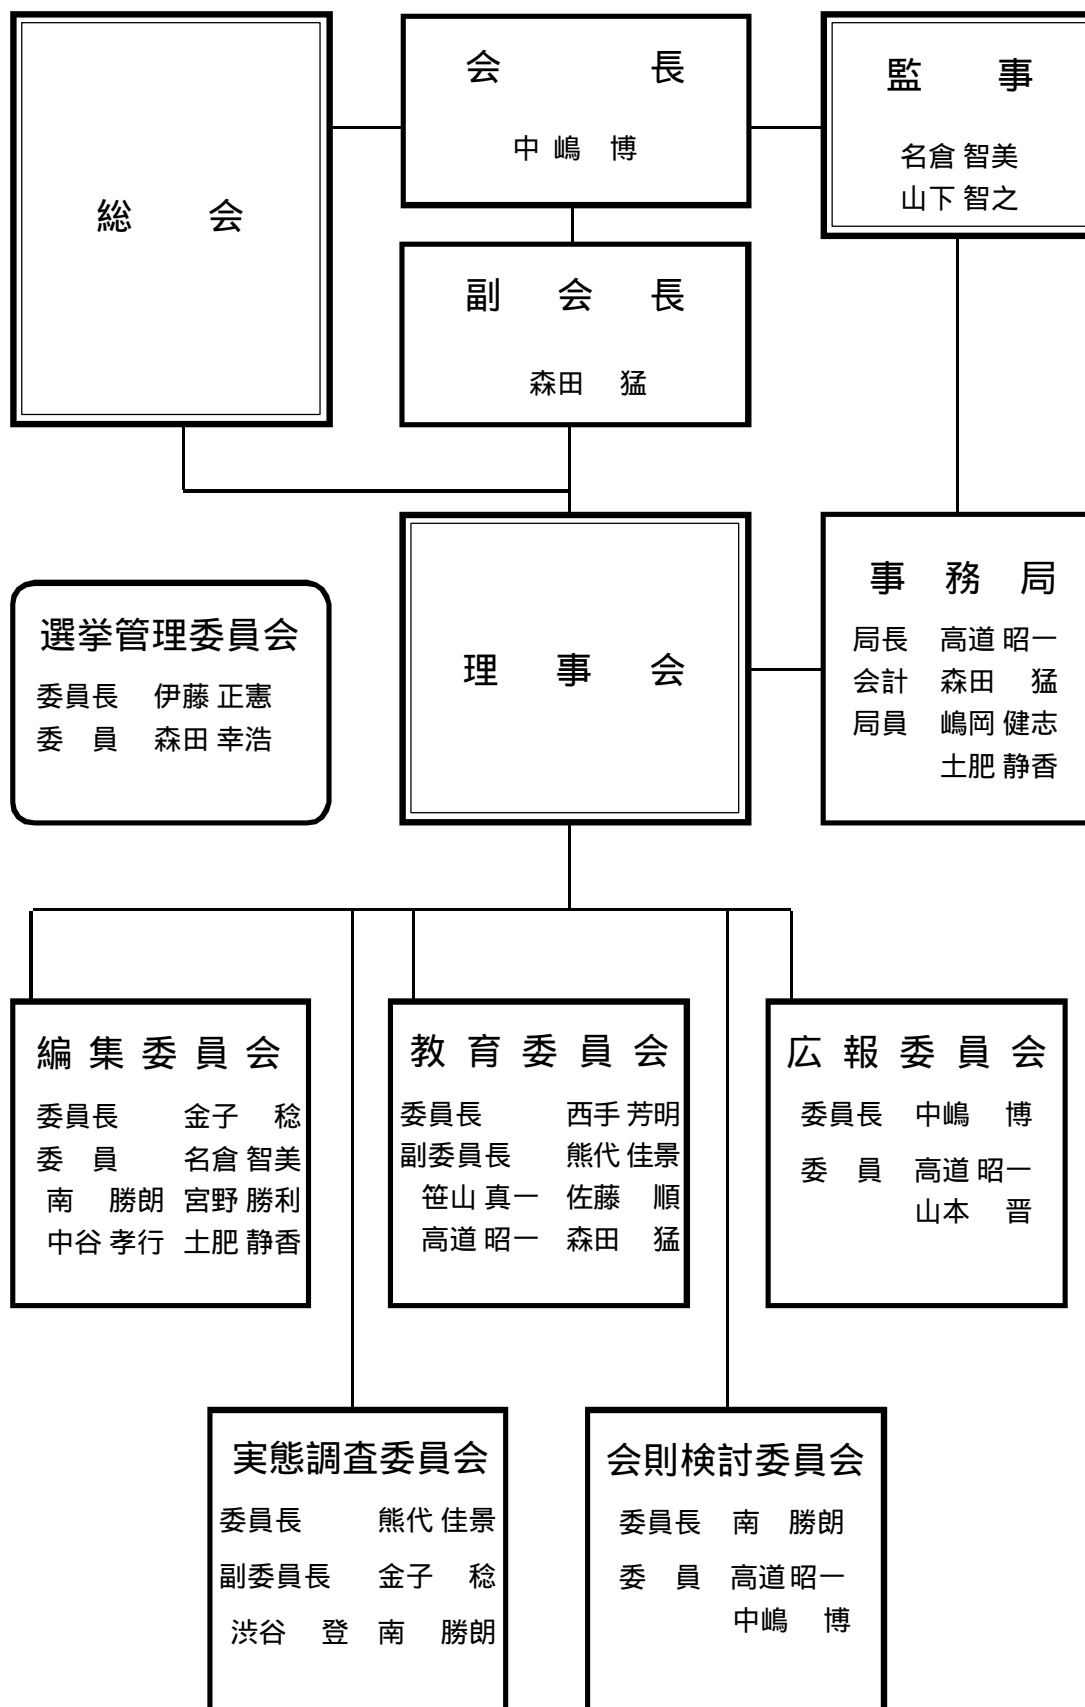 総　会
会　長
中嶋　博
監　事
名倉 智美
山下 智之
副　会　長
森田　猛
理　事　会
事　務　局
局長　高道 昭一
会計　森田　猛
局員　嶋岡 健志
土肥 静香
選挙管理委員会
委員長　伊藤 正憲
委　員　森田 幸浩
編集委員会
委員長　金子　稔
委　員　名倉 智美
南　勝朗　宮野 勝利
中谷 孝行　土肥 静香
教育委員会
委員長　西手 芳明
副委員長　熊代 佳景
笹山 真一　佐藤　順
高道 昭一　森田　猛
広報委員会
委員長　中嶋　博
委　員　高道 昭一
山本　晋
実態調査委員会
委員長　熊代 佳景
副委員長　金子　稔
渋谷　登　南　勝朗
会則検討委員会
委員長　南　勝朗
委　員　高道 昭一
中嶋　博